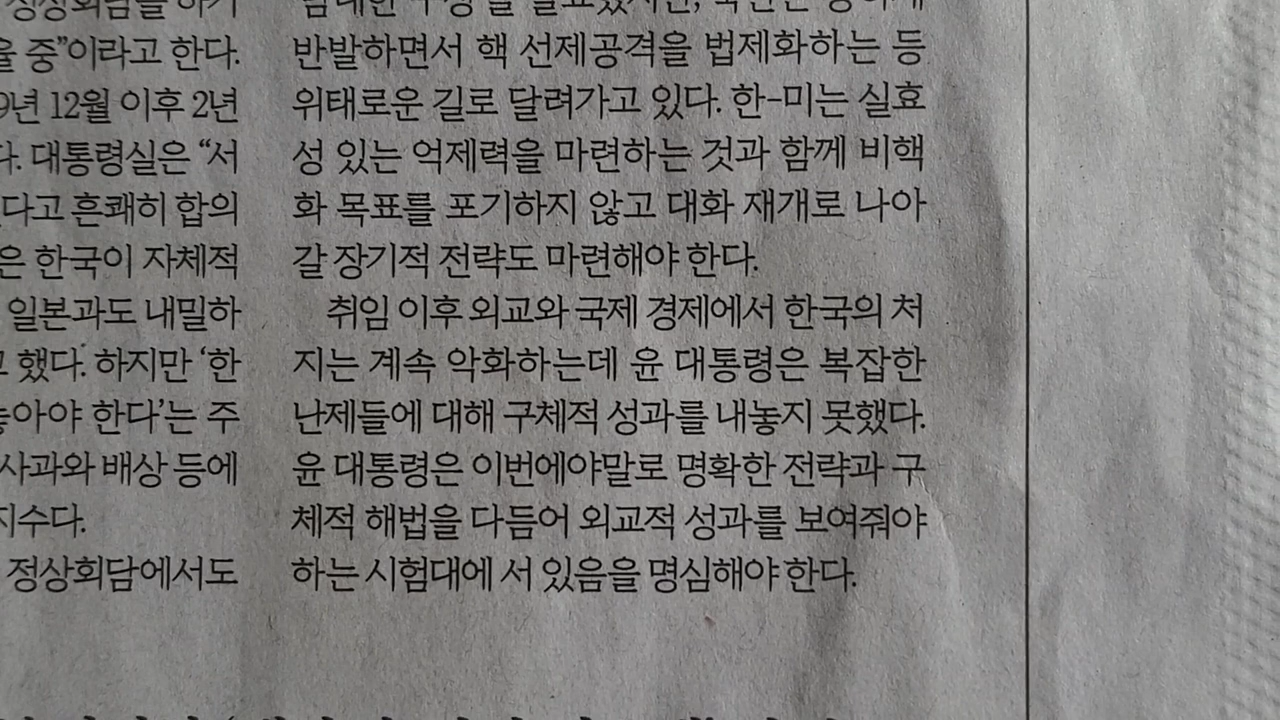 정상회담을 하기
중”이라고 한다.
9년 12월 이후 2년
다. 대통령실은 “서
다고 흔쾌히 합의
은 한국이 자체적
일본과도 내밀하
고 했다. 하지만 ‘한
놓아야 한다’는 주
사과와 배상 등에
지수다.
정상회담에서도
반발하면서 핵 선제공격을 법제화하는 등
위태로운 길로 달려가고 있다. 한-미는 실효
성 있는 억제력을 마련하는 것과 함께 비핵
화 목표를 포기하지 않고 대화 재개로 나아
갈 장기적 전략도 마련해야 한다.
취임 이후 외교와 국제 경제에서 한국의 처
지는 계속 악화하는데 윤 대통령은 복잡한
난제들에 대해 구체적 성과를 내놓지 못했다.
윤 대통령은 이번에야말로 명확한 전략과 구
체적 해법을 다듬어 외교적 성과를 보여줘야
하는 시험대에 서 있음을 명심해야 한다.